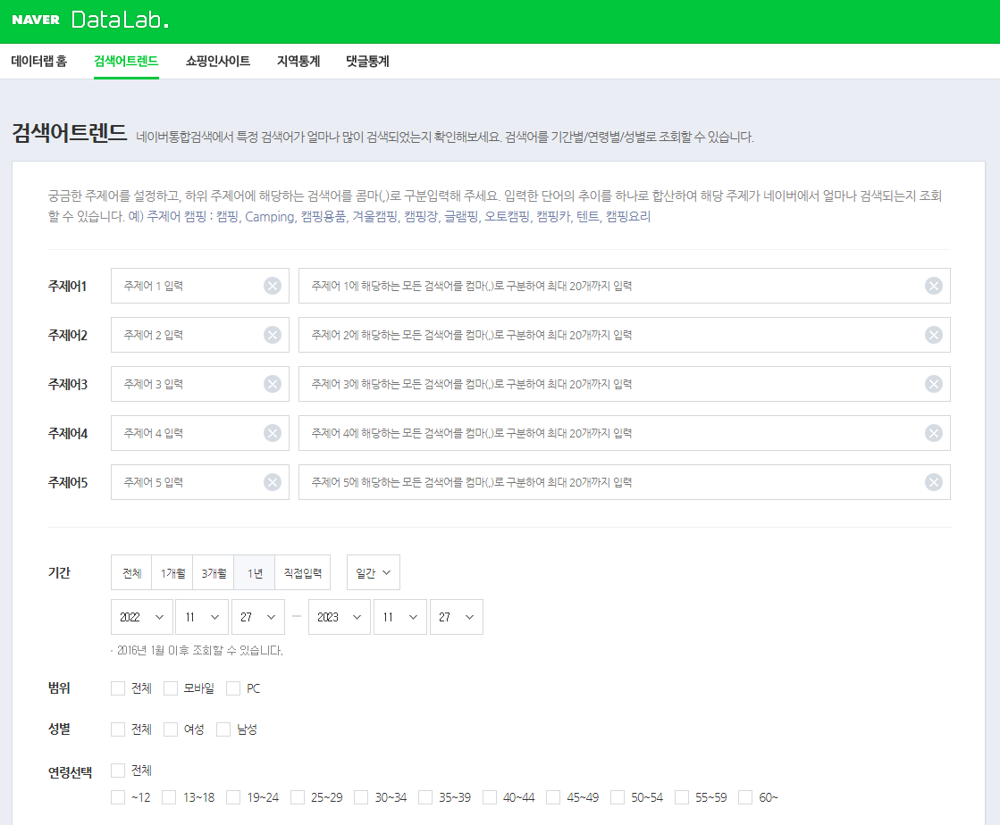 NAVER DataLab.
데이터랩 홈 검색어트렌드 쇼핑인사이트 지역통계 댓글통계
검색어트렌드 네이버통합검색에서 특정 검색어가 얼마나 많이 검색되었는지 확인해보세요. 검색어를 기간별/연령별/성별로 조회할 수 있습니다.
궁금한 주제어를 설정하고, 하위 주제어에 해당하는 검색어를 콤마(,)로 구분입력해 주세요. 입력한 단어의 추이를 하나로 합산하여 해당 주제가 네이버에서 얼마나 검색되는지 조회
할 수 있습니다. 예) 주제어 캠핑 : 캠핑, Camping, 캠핑용품, 겨울캠핑, 캠핑장, 글램핑, 오토캠핑, 캠핑카, 텐트, 캠핑요리
주제어1 주제어 1 입력 주제어 1에 해당하는 모든 검색어를 컴마(,)로 구분하여 최대 20개까지 입력
주제어2 주제어 2 입력 주제어 2에 해당하는 모든 검색어를 컴마(,)로 구분하여 최대 20개까지 입력
주제어3 주제어 3 입력 주제어 3에 해당하는 모든 검색어를 컴마(,)로 구분하여 최대 20개까지 입력
주제어4 주제어 4 입력 주제어 4에 해당하는 모든 검색어를 컴마(,)로 구분하여 최대 20개까지 입력
주제어5 주제어 5 입력 주제어 5에 해당하는 모든 검색어를 컴마(,)로 구분하여 최대 20개까지 입력
기간 전체 1개월 3개월 1년 직접입력 일간
2022 11 27 - 2023 11 27
· 2016년 1월 이후 조회할 수 있습니다.
범위 전체 모바일 PC
성별 전체 여성 남성
연령선택 전체
~12 13~18 19~24 25~29 30~34 35~39 40~44 45~49 50~54 55~59 60~